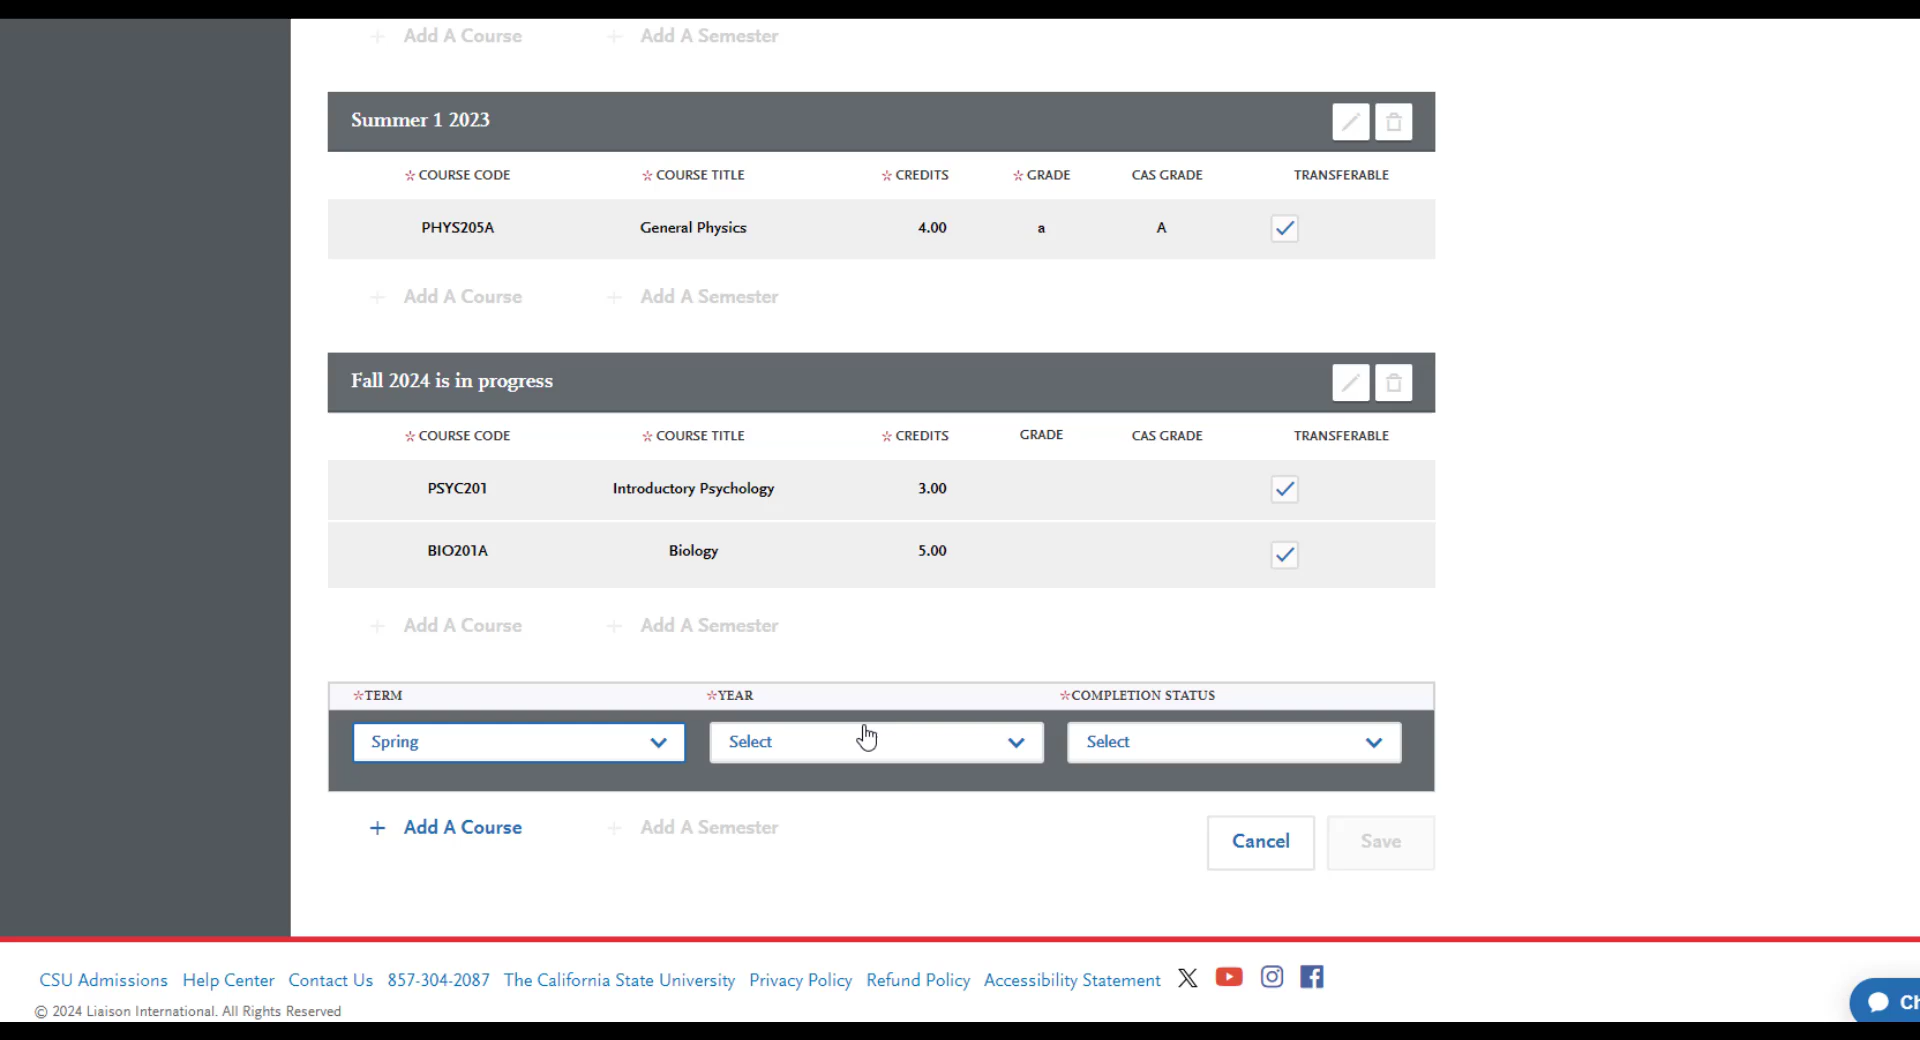 + Add A Course + Add A Semester
Summer 1 2023
* COURSE CODE * COURSE TITLE * CREDITS * GRADE CAS GRADE TRANSFERABLE
PHYS205A General Physics 4.00 a A
+ Add A Course + Add A Semester
Fall 2024 is in progress
* COURSE CODE * COURSE TITLE * CREDITS GRADE CAS GRADE TRANSFERABLE
PSYC201 Introductory Psychology 3.00
BIO201A Biology 5.00
+ Add A Course + Add A Semester
*TERM *YEAR *COMPLETION STATUS
Spring Select Select
+ Add A Course + Add A Semester
Cancel Save
CSU Admissions Help Center Contact Us 857-304-2087 The California State University Privacy Policy Refund Policy Accessibility Statement
© 2024 Liaison International. All Rights Reserved